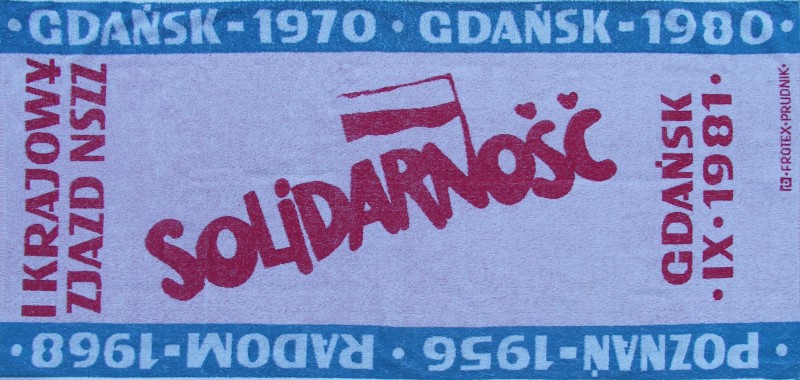 • GDAŃSK-1970 • GDAŃSK-1980 •
I KRAJOWY
ZJAZD NSZZ
SOLIDARNOŚĆ
GDAŃSK
• IX • 1981 •
FROTEX • PRUDNIK •
• POZNAŃ-1956 • RADOM-1968 •